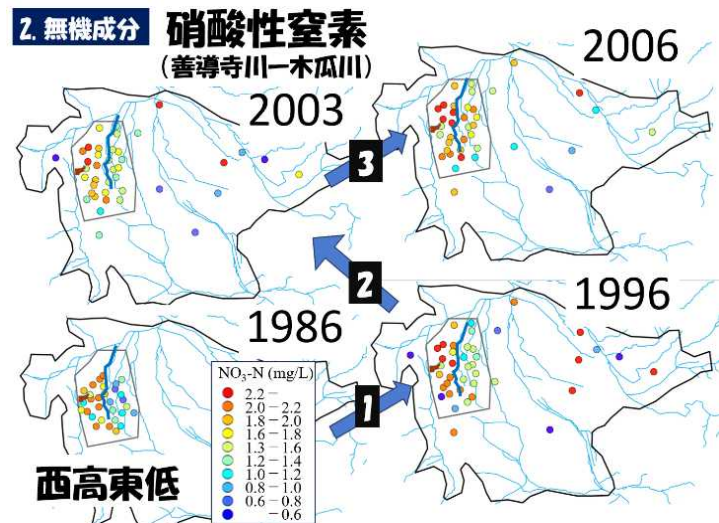 2. 無機成分
硝酸性窒素
(善導寺川ー木瓜川)
2003
2006
3
2
1986
1996
1
NO₃-N (mg/L)
2.2 –
2.0 – 2.2
1.8 – 2.0
1.6 – 1.8
1.3 – 1.6
1.2 – 1.4
1.0 – 1.2
0.8 – 1.0
0.6 – 0.8
– 0.6
西高東低